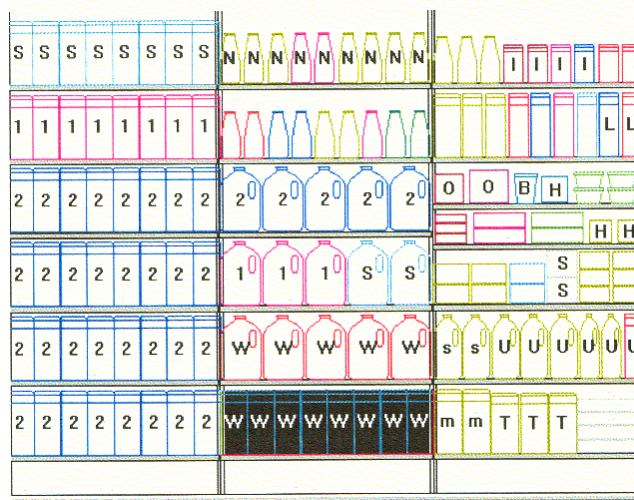 S S S S S S S S N N N N N N N N N I I I I
1 1 1 1 1 1 1 1 L L
2 2 2 2 2 2 2 2 2 2 2 2 2 O O B H
H H
2 2 2 2 2 2 2 2 1 1 1 S S S
S
2 2 2 2 2 2 2 2 W W W W W s s U U U U U U
2 2 2 2 2 2 2 2 W W W W W W W W m m T T T